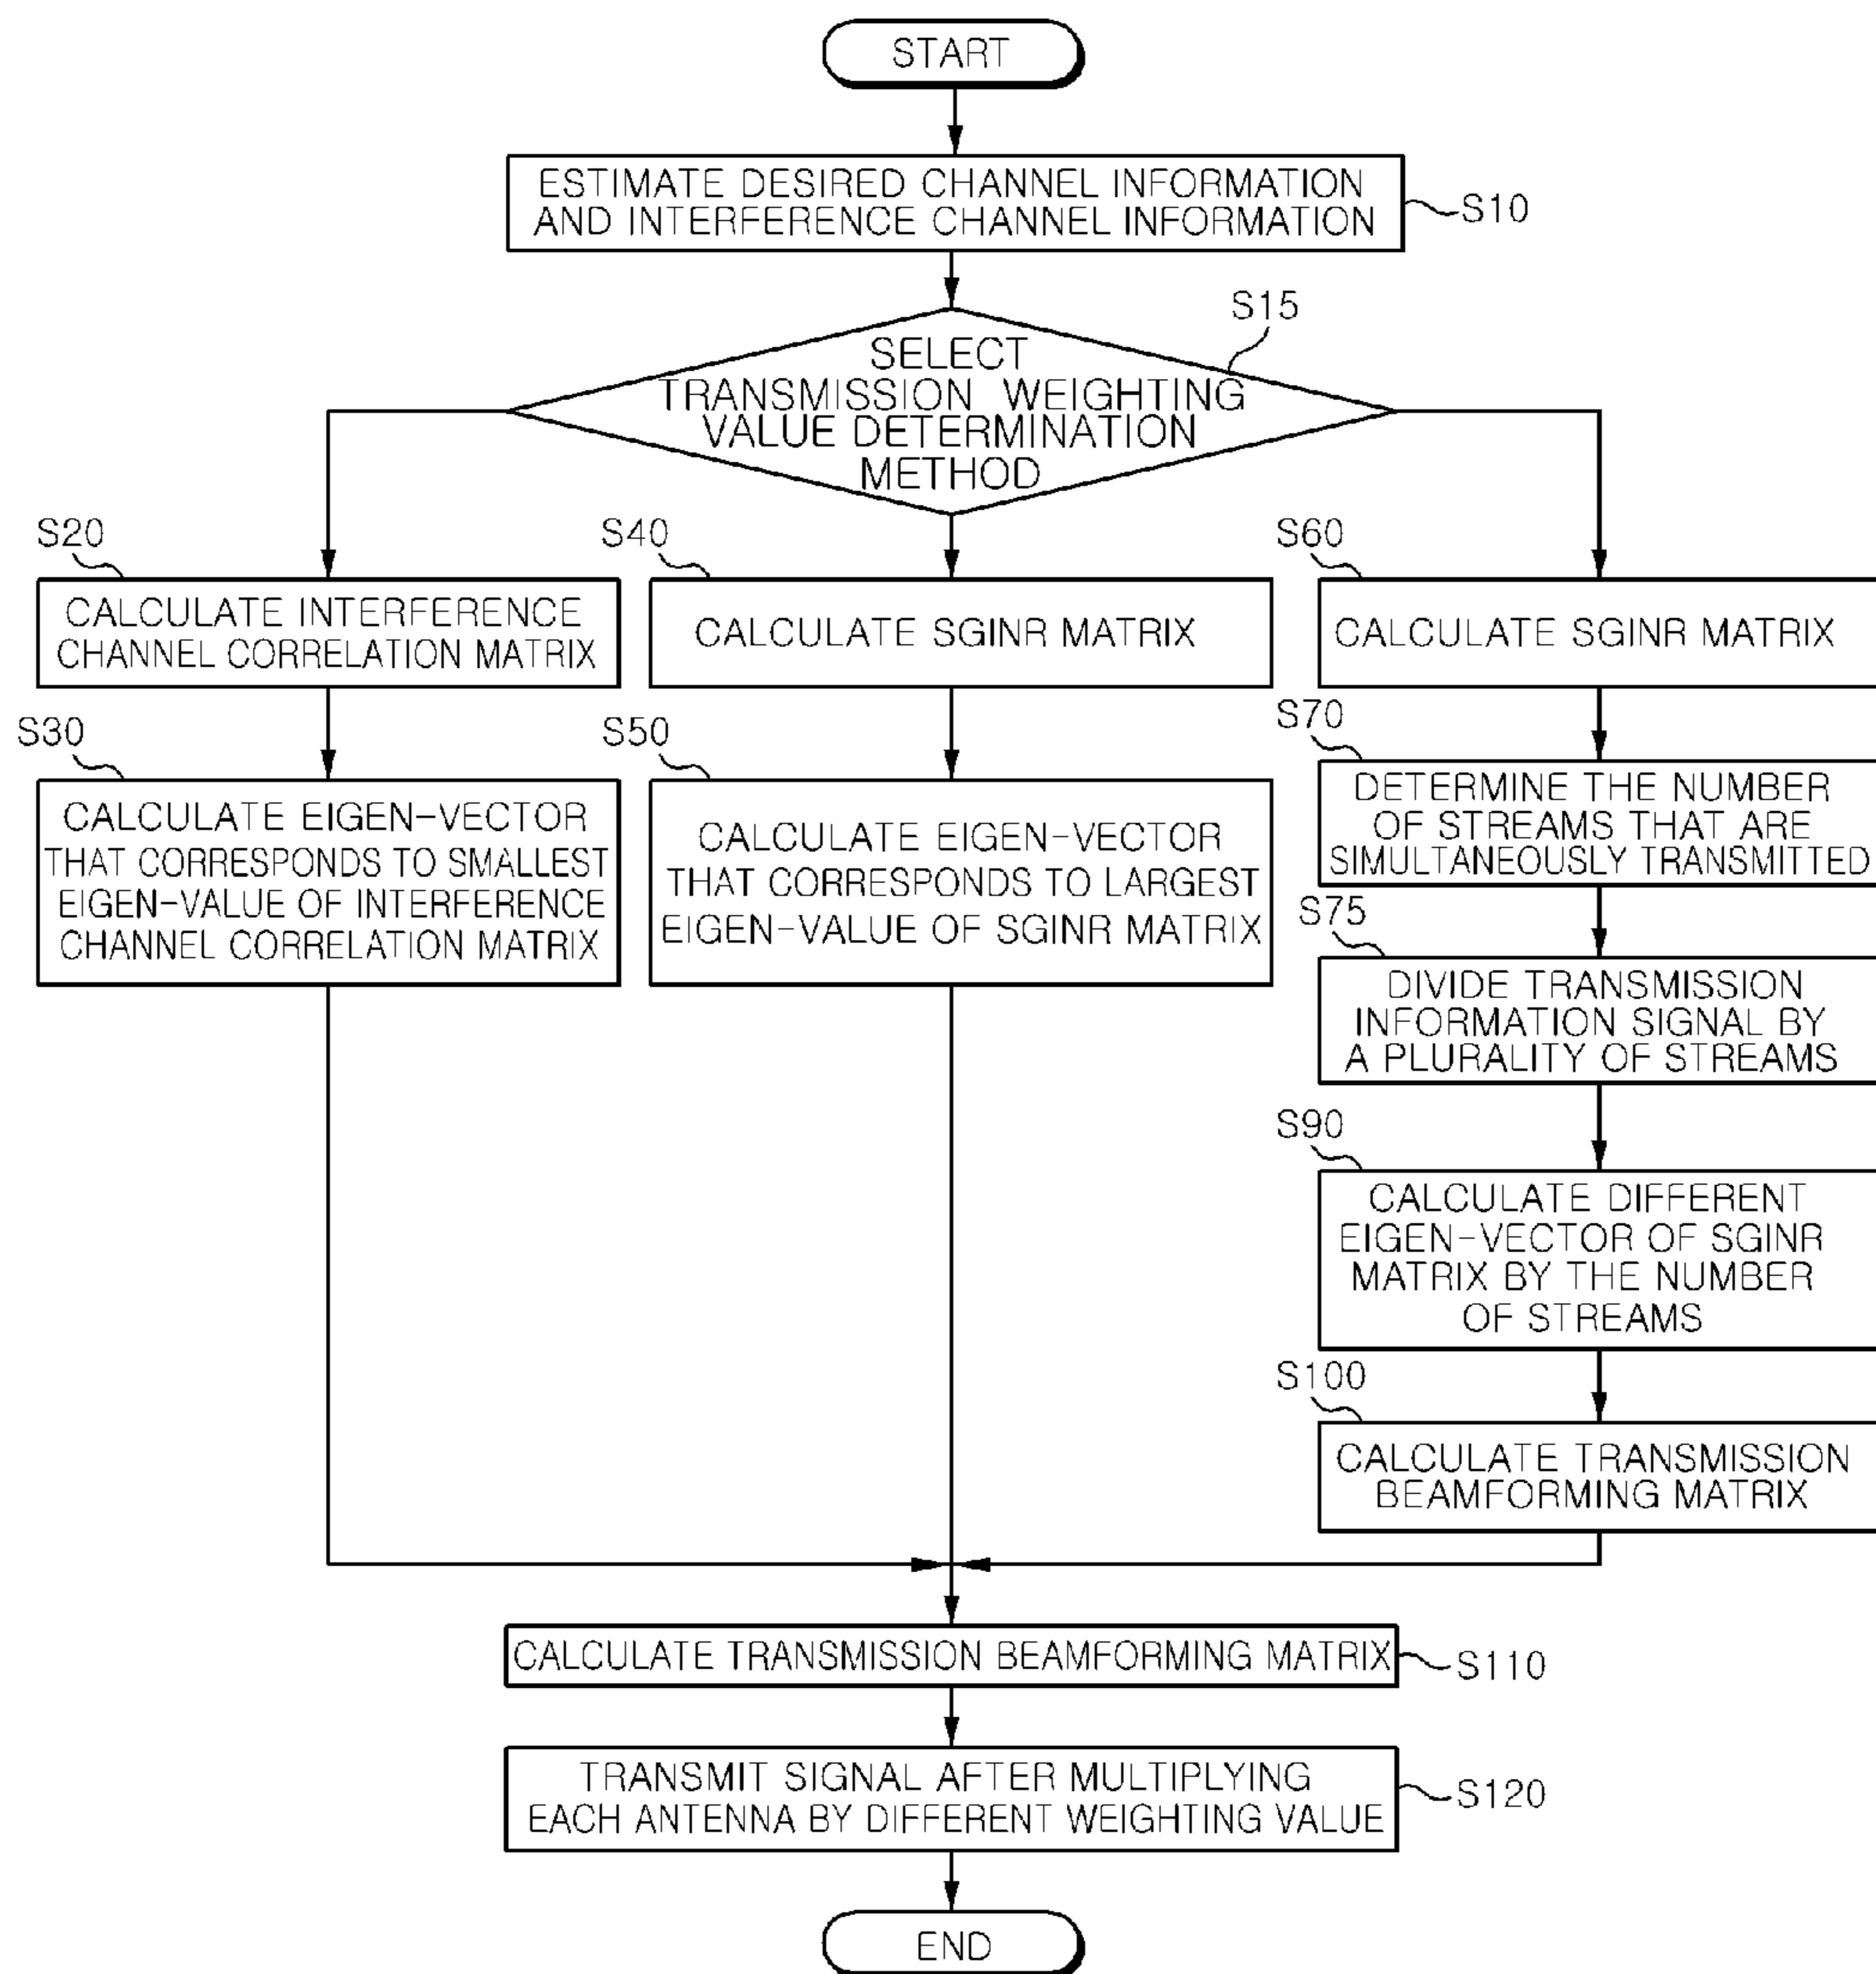 START
ESTIMATE DESIRED CHANNEL INFORMATION
AND INTERFERENCE CHANNEL INFORMATION
S10
S15
SELECT
TRANSMISSION WEIGHTING
VALUE DETERMINATION
METHOD
S20
CALCULATE INTERFERENCE
CHANNEL CORRELATION MATRIX
S30
CALCULATE EIGEN-VECTOR
THAT CORRESPONDS TO SMALLEST
EIGEN-VALUE OF INTERFERENCE
CHANNEL CORRELATION MATRIX
S40
CALCULATE SGINR MATRIX
S50
CALCULATE EIGEN-VECTOR
THAT CORRESPONDS TO LARGEST
EIGEN-VALUE OF SGINR MATRIX
S60
CALCULATE SGINR MATRIX
S70
DETERMINE THE NUMBER
OF STREAMS THAT ARE
SIMULTANEOUSLY TRANSMITTED
S75
DIVIDE TRANSMISSION
INFORMATION SIGNAL BY
A PLURALITY OF STREAMS
S90
CALCULATE DIFFERENT
EIGEN-VECTOR OF SGINR
MATRIX BY THE NUMBER
OF STREAMS
S100
CALCULATE TRANSMISSION
BEAMFORMING MATRIX
CALCULATE TRANSMISSION BEAMFORMING MATRIX
S110
TRANSMIT SIGNAL AFTER MULTIPLYING
EACH ANTENNA BY DIFFERENT WEIGHTING VALUE
S120
END